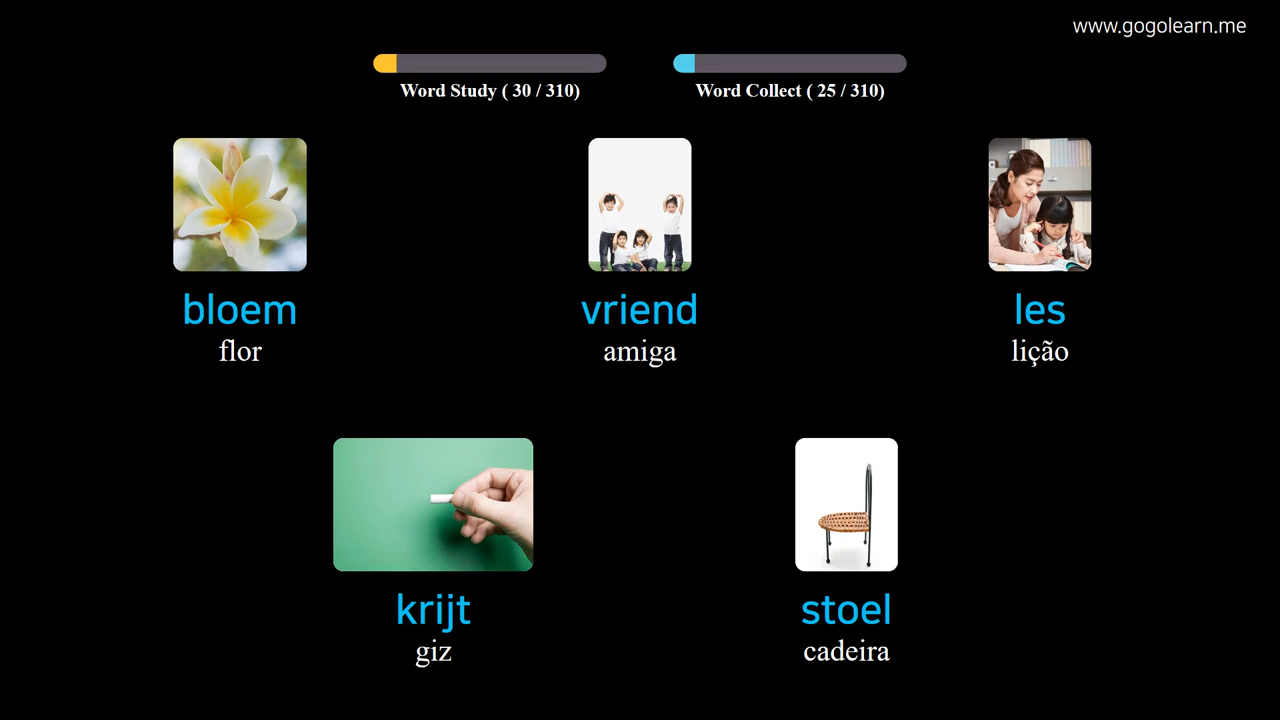 www.gogolearn.me
Word Study ( 30 / 310)
Word Collect ( 25 / 310)
bloem
flor
vriend
amiga
les
lição
krijt
giz
stoel
cadeira